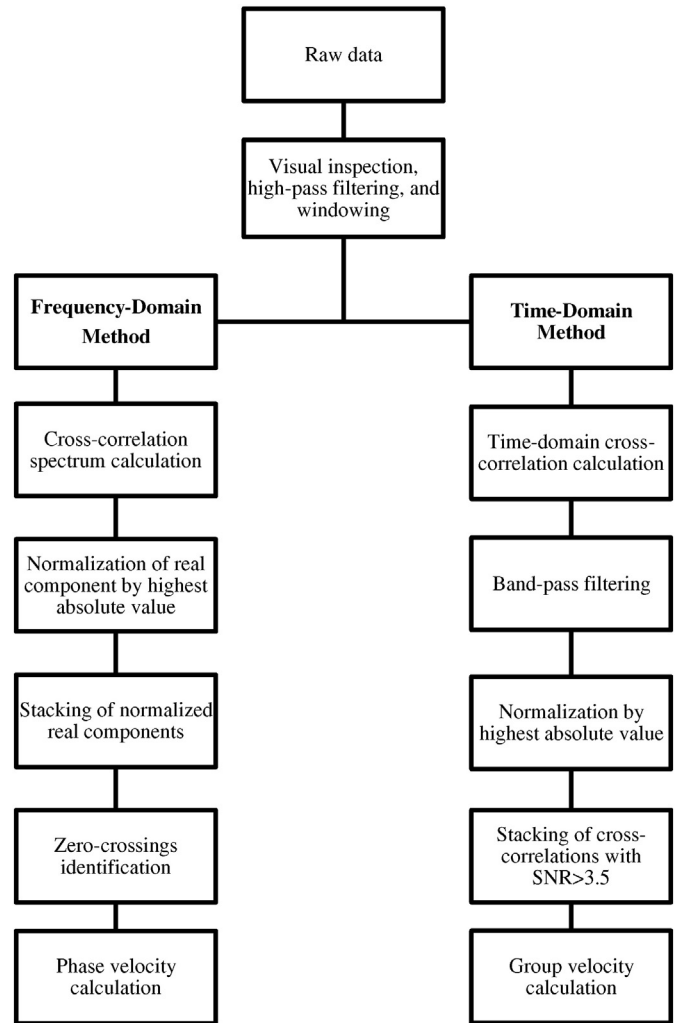 Raw data
Visual inspection,
high-pass filtering, and
windowing
Frequency-Domain
Method
Cross-correlation
spectrum calculation
Normalization of real
component by highest
absolute value
Stacking of normalized
real components
Zero-crossings
identification
Phase velocity
calculation
Time-Domain
Method
Time-domain cross-
correlation calculation
Band-pass filtering
Normalization by
highest absolute value
Stacking of cross-
correlations with
SNR>3.5
Group velocity
calculation